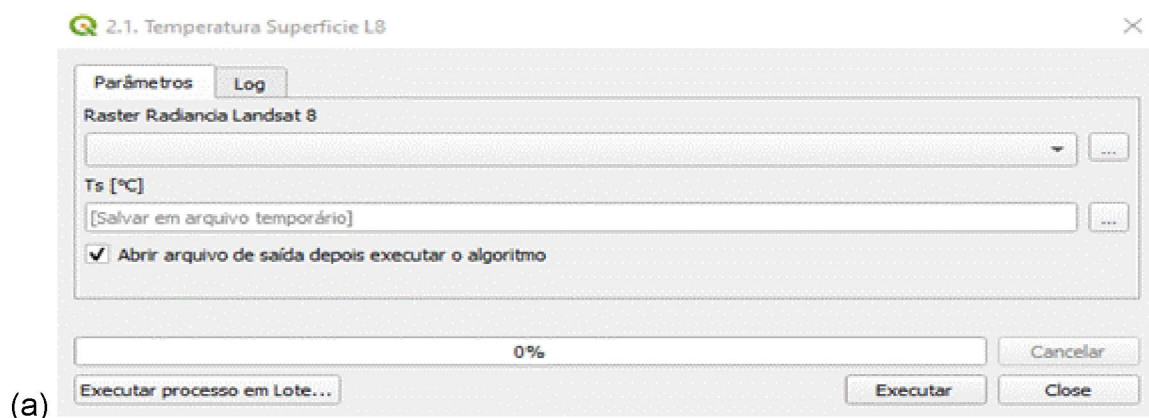 2.1. Temperatura Superficie L8
Parâmetros Log
Raster Radiancia Landsat 8
...
Ts [°C]
[Salvar em arquivo temporário] ...
Abrir arquivo de saída depois executar o algoritmo
0% Cancelar
(a) Executar processo em Lote... Executar Close